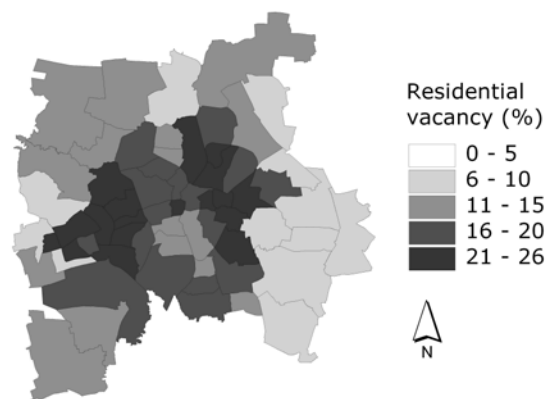 Residential
vacancy (%)
0 - 5
6 - 10
11 - 15
16 - 20
21 - 26
N